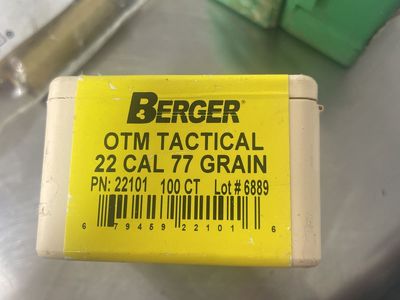 BERGER
OTM TACTICAL
22 CAL 77 GRAIN
PN: 22101 100 CT Lot # 6889
6 79459 22101 6